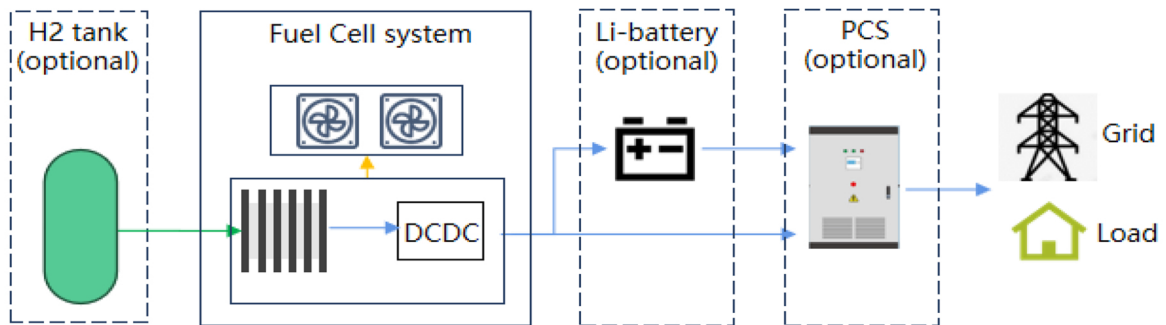 H2 tank
(optional)
Fuel Cell system
Li-battery
(optional)
PCS
(optional)
DCDC
Grid
Load